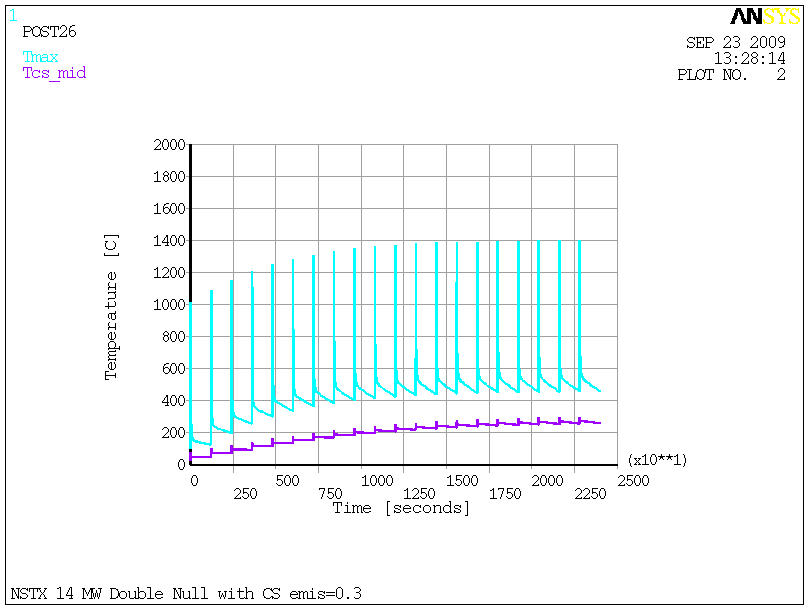 1
ANSYS
POST26
SEP 23 2009
13:28:14
PLOT NO. 2
Tmax
Tcs_mid
2000
1800
1600
1400
1200
1000
800
600
400
200
0
Temperature [C]
(x10**1)
0 500 1000 1500 2000 2500
250 750 1250 1750 2250
Time [seconds]
NSTX 14 MW Double Null with CS emis=0.3